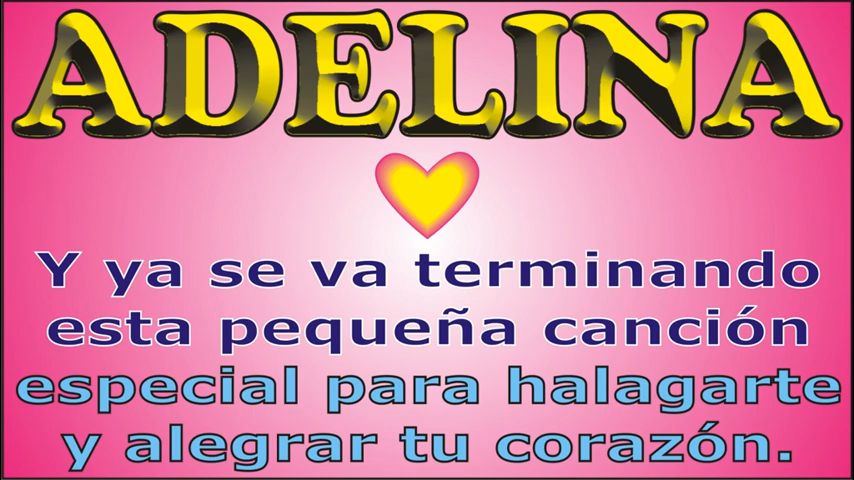 ADELINA
Y ya se va terminando
esta pequeña canción
especial para halagarte
y alegrar tu corazón.